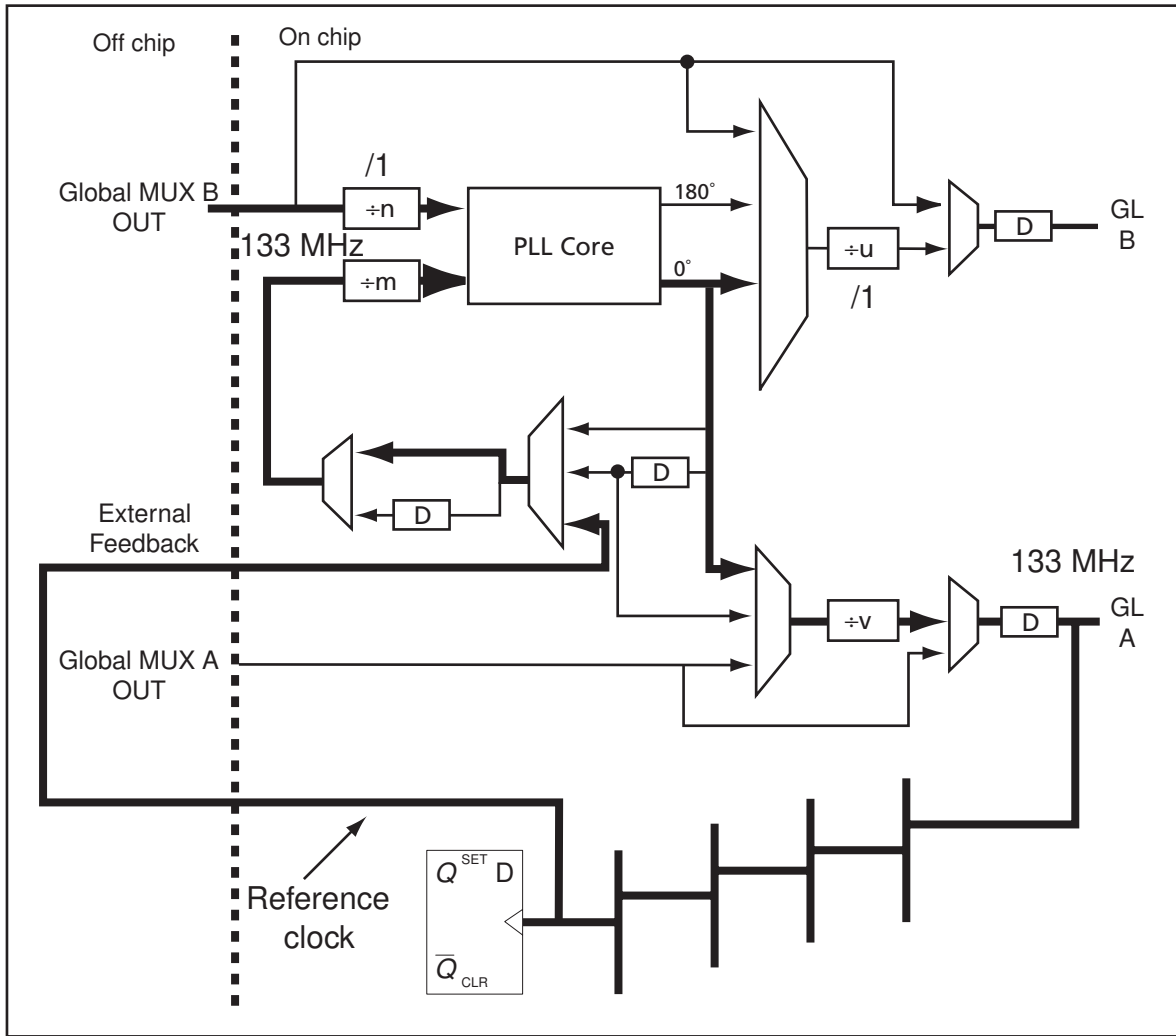 Off chip
On chip
/1
Global MUX B
OUT
÷n
180˚
GL
B
D
PLL Core
÷u
133 MHz
÷m
0˚
/1
D
D
External
Feedback
133 MHz
÷v
D
GL
A
Global MUX A
OUT
Reference
clock
Q SET D
Q̅ CLR